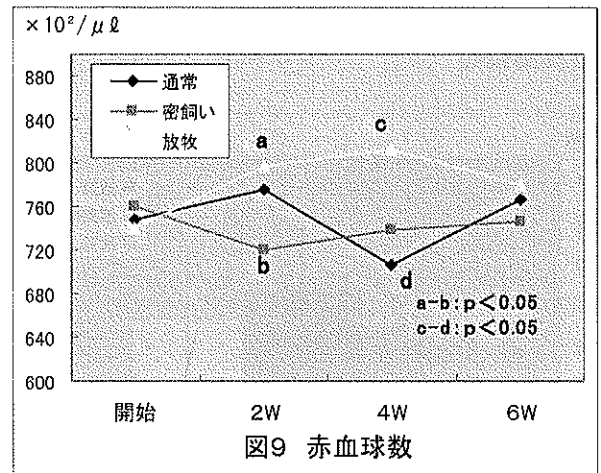 ×10²/μℓ
880
840
800
760
720
680
640
600
通常
密飼い
放牧
a
c
b
d
a-b:p<0.05
c-d:p<0.05
開始 2W 4W 6W
図9 赤血球数